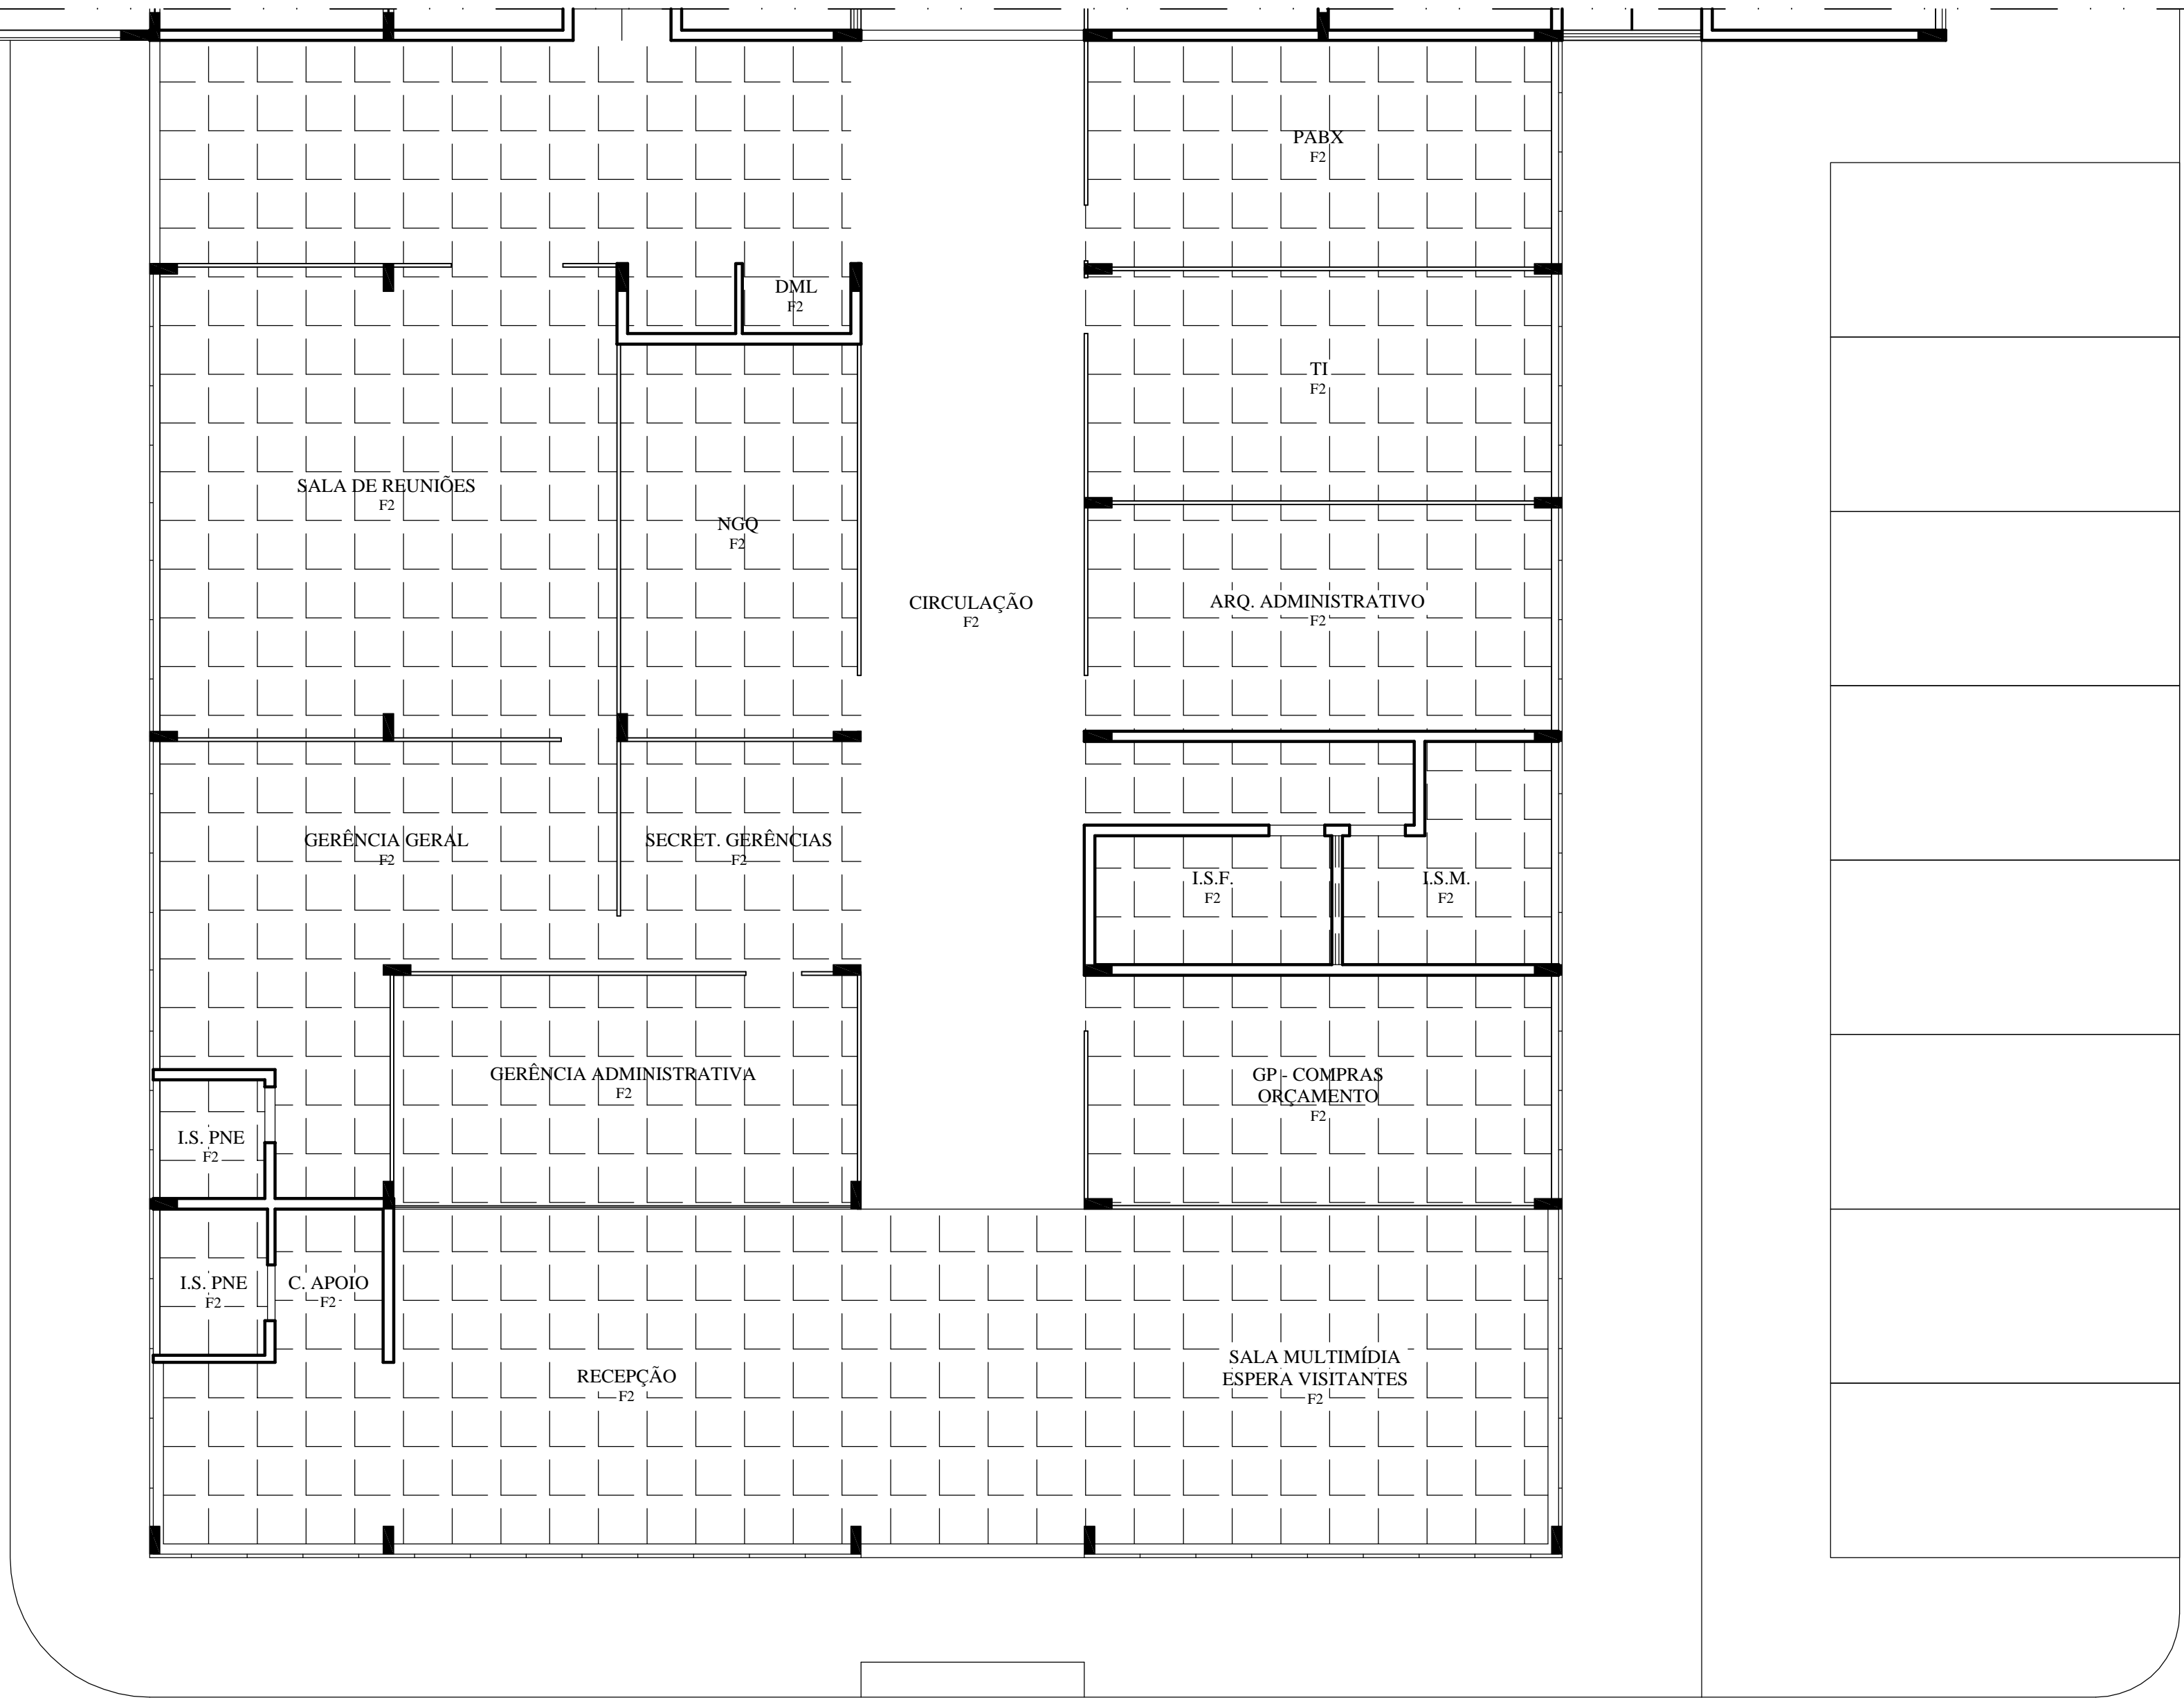 PABX
F2
DML
F2
TI
F2
SALA DE REUNIÕES
F2
NGQ
F2
CIRCULAÇÃO
F2
ARQ. ADMINISTRATIVO
F2
GERÊNCIA GERAL
F2
SECRET. GERÊNCIAS
F2
I.S.F.
F2
I.S.M.
F2
GERÊNCIA ADMINISTRATIVA
F2
GP - COMPRAS
ORÇAMENTO
F2
I.S. PNE
F2
I.S. PNE
F2
C. APOIO
F2
RECEPÇÃO
F2
SALA MULTIMÍDIA
ESPERA VISITANTES
F2